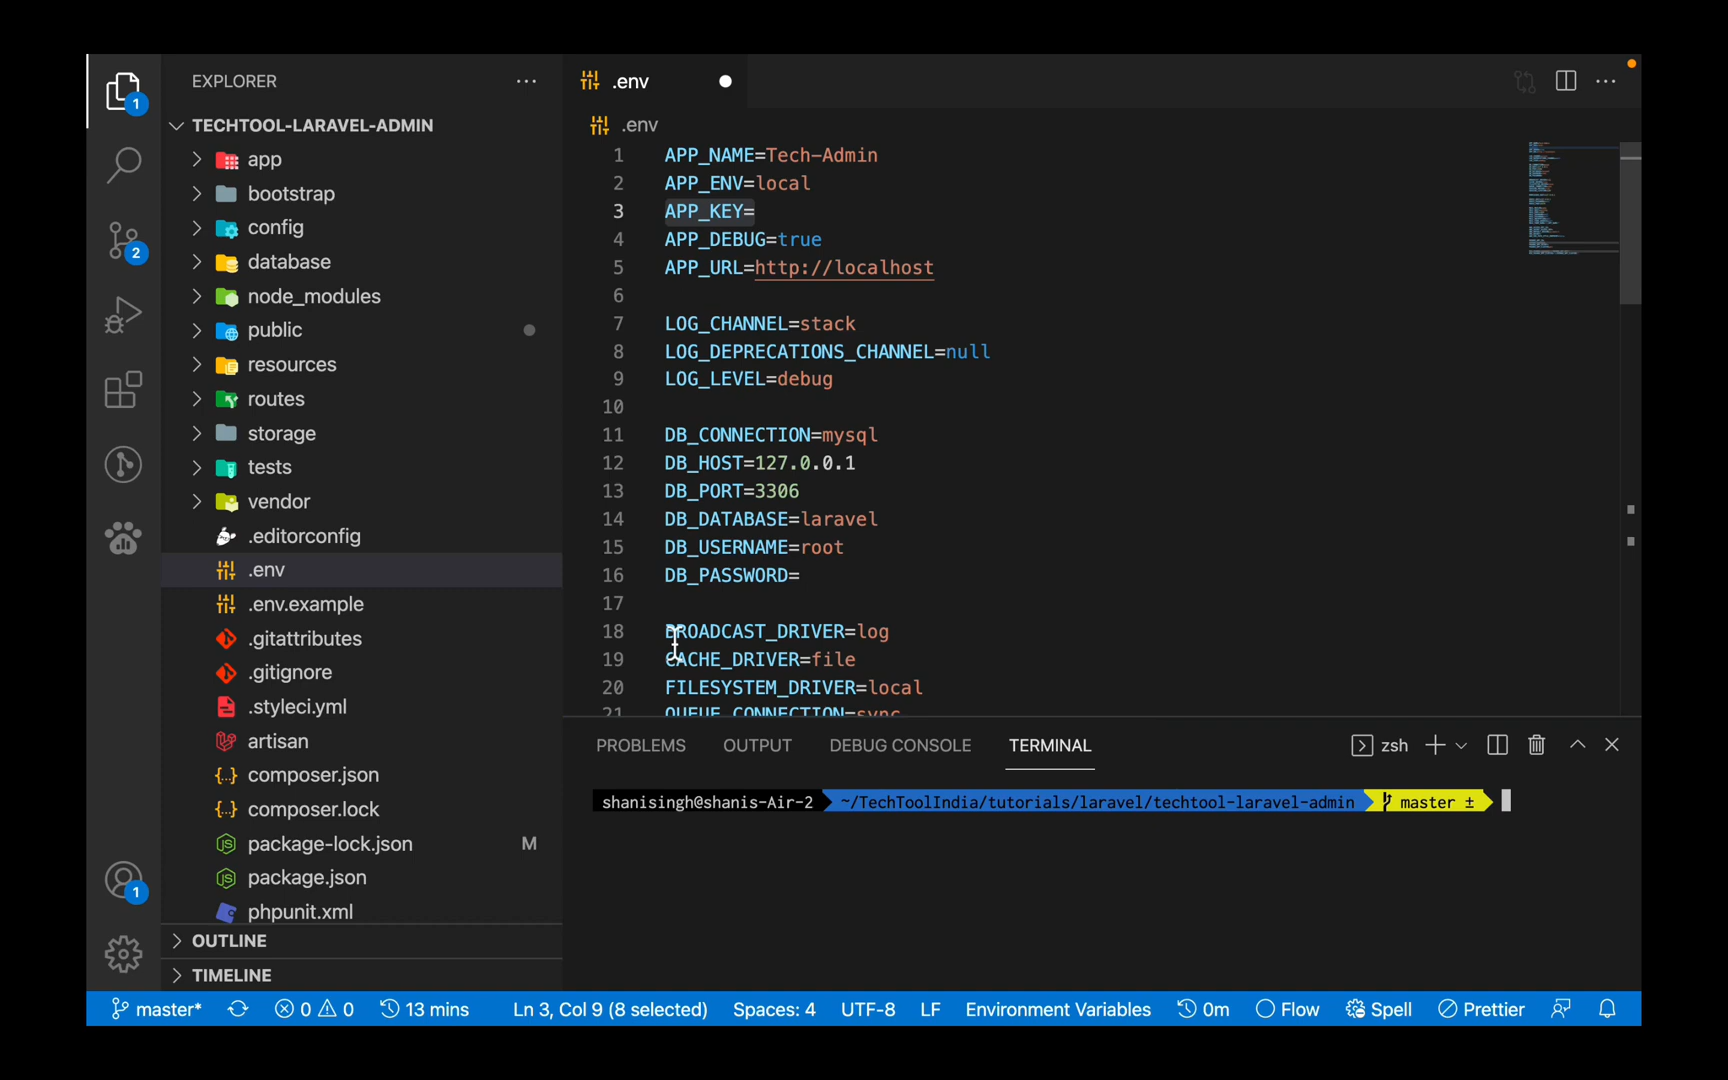 EXPLORER
TECHTOOL-LARAVEL-ADMIN
app
bootstrap
config
database
node_modules
public
resources
routes
storage
tests
vendor
.editorconfig
.env
.env.example
.gitattributes
.gitignore
.styleci.yml
artisan
composer.json
composer.lock
package-lock.json M
package.json
phpunit.xml
OUTLINE
TIMELINE
1
2
1
.env
.env
1 APP_NAME=Tech-Admin
2 APP_ENV=local
3 APP_KEY=
4 APP_DEBUG=true
5 APP_URL=http://localhost
6
7 LOG_CHANNEL=stack
8 LOG_DEPRECATIONS_CHANNEL=null
9 LOG_LEVEL=debug
10
11 DB_CONNECTION=mysql
12 DB_HOST=127.0.0.1
13 DB_PORT=3306
14 DB_DATABASE=laravel
15 DB_USERNAME=root
16 DB_PASSWORD=
17
18 BROADCAST_DRIVER=log
19 CACHE_DRIVER=file
20 FILESYSTEM_DRIVER=local
21 QUEUE_CONNECTION=sync
PROBLEMS OUTPUT DEBUG CONSOLE TERMINAL zsh
shanisingh@shanis-Air-2 ~/TechToolIndia/tutorials/laravel/techtool-laravel-admin master ±
master* 0 0 13 mins Ln 3, Col 9 (8 selected) Spaces: 4 UTF-8 LF Environment Variables 0m Flow Spell Prettier